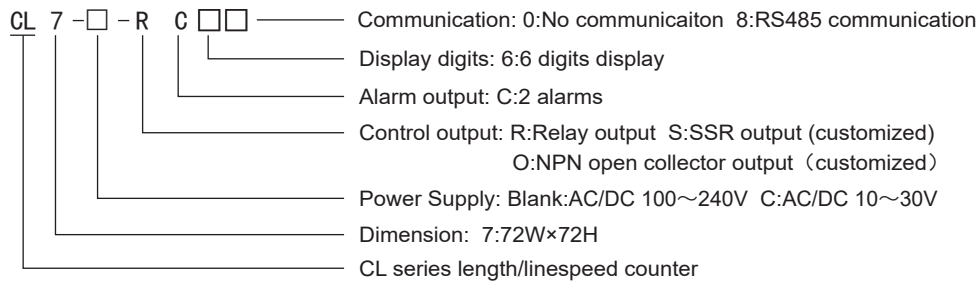 CL 7-□-R C□□ Communication: 0:No communicaiton 8:RS485 communication
Display digits: 6:6 digits display
Alarm output: C:2 alarms
Control output: R:Relay output S:SSR output (customized)
O:NPN open collector output（customized）
Power Supply: Blank:AC/DC 100～240V C:AC/DC 10～30V
Dimension: 7:72W×72H
CL series length/linespeed counter